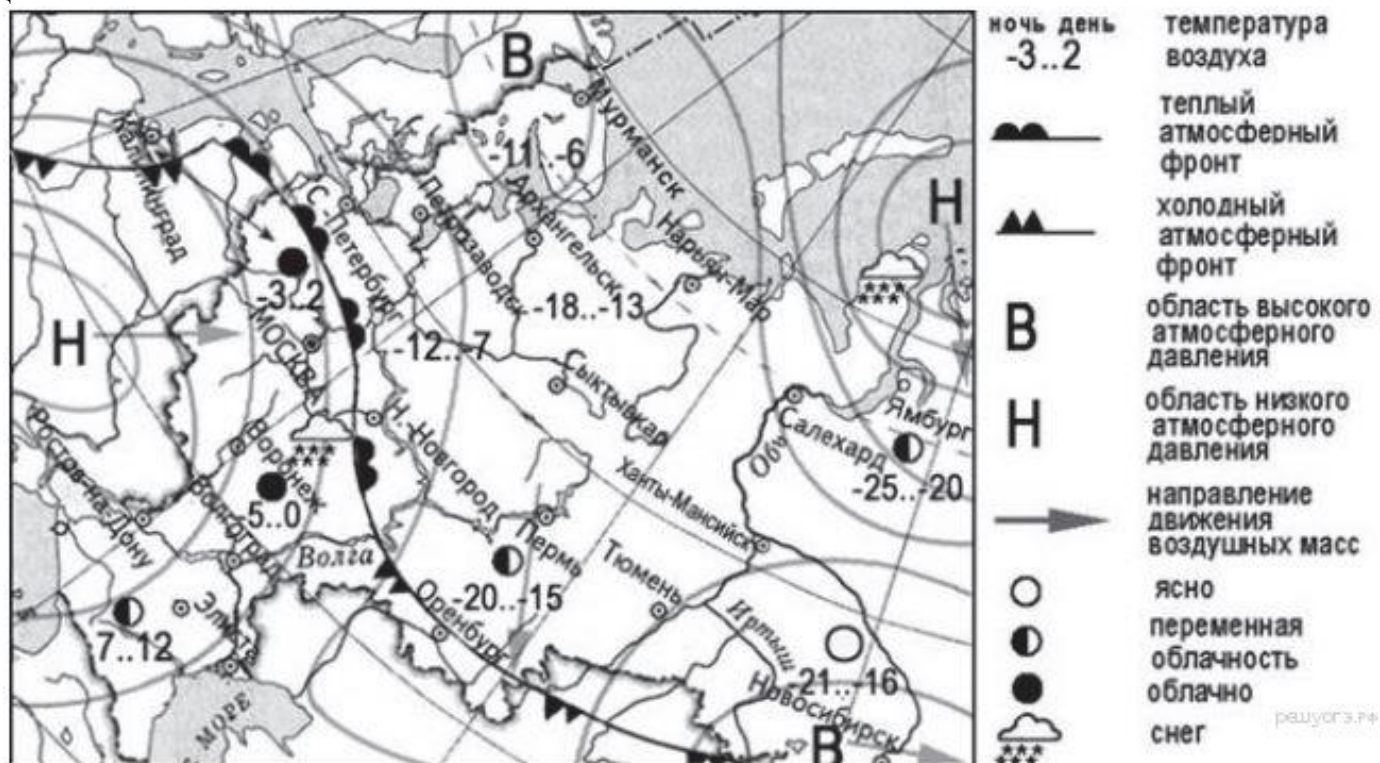 В
Мурманск
Калининград
-11..-6
Н
С.-Петербург
Петрозаводск
Архангельск
Нарьян-Мар
-3..2
-18..-13
Н
МОСКВА
-12..-7
Сыктывкар
Салехард
Ямбург
Обь
-25..-20
Ростов-на-Дону
Воронеж
Н.-Новгород
Ханты-Мансийск
-5..0
Волгоград
Волга
Пермь
Тюмень
Оренбург
-20..-15
Иртыш
7..12
Элиста
-21..-16
Новосибирск
МОРЕ
В
ночь день
-3..2
температура
воздуха
теплый
атмосферный
фронт
холодный
атмосферный
фронт
В
область высокого
атмосферного
давления
Н
область низкого
атмосферного
давления
направление
движения
воздушных масс
ясно
переменная
облачность
облачно
снег
решуогэ.рф